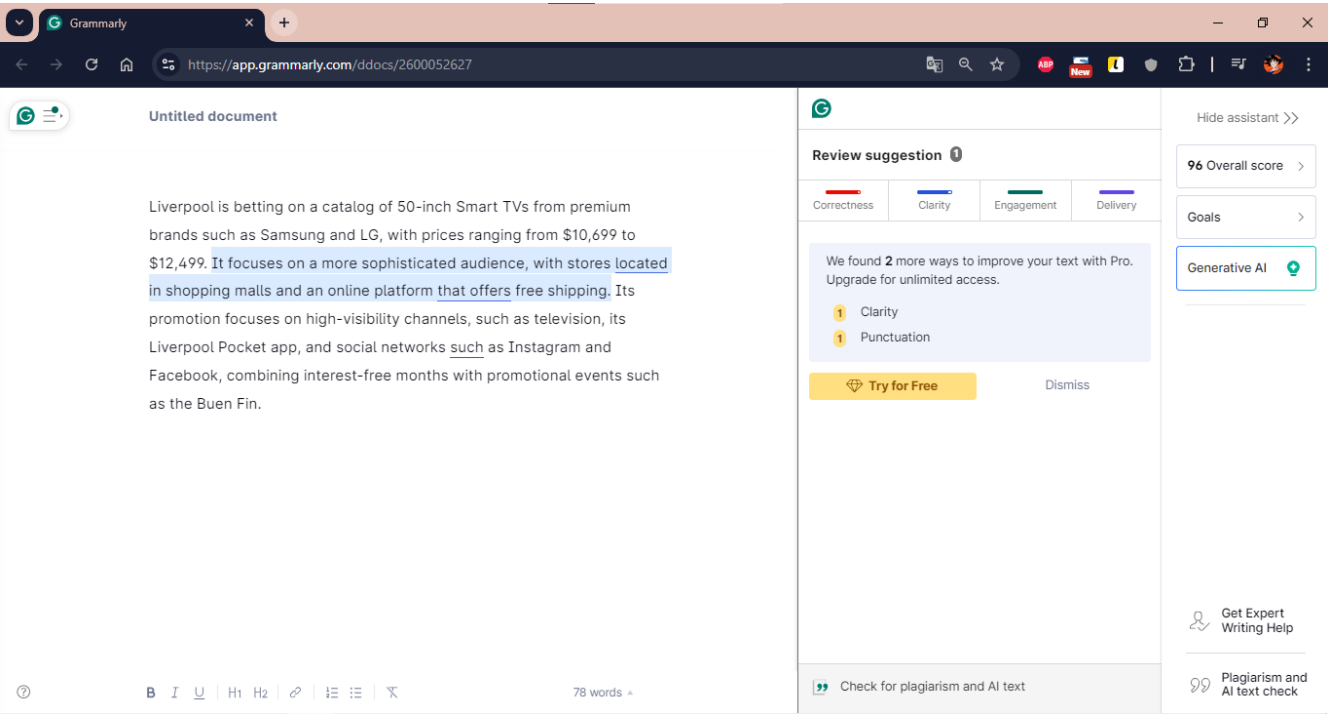 Grammarly
https://app.grammarly.com/ddocs/2600052627
ABP
New
L
Untitled document
Hide assistant
Review suggestion 1
96 Overall score
Correctness Clarity Engagement Delivery
Goals
Liverpool is betting on a catalog of 50-inch Smart TVs from premium
brands such as Samsung and LG, with prices ranging from $10,699 to
$12,499. It focuses on a more sophisticated audience, with stores located
in shopping malls and an online platform that offers free shipping. Its
promotion focuses on high-visibility channels, such as television, its
Liverpool Pocket app, and social networks such as Instagram and
Facebook, combining interest-free months with promotional events such
as the Buen Fin.
We found 2 more ways to improve your text with Pro.
Upgrade for unlimited access.
1 Clarity
1 Punctuation
Try for Free
Dismiss
Generative AI
Get Expert
Writing Help
B I U H1 H2
78 words
Check for plagiarism and AI text
Plagiarism and
AI text check